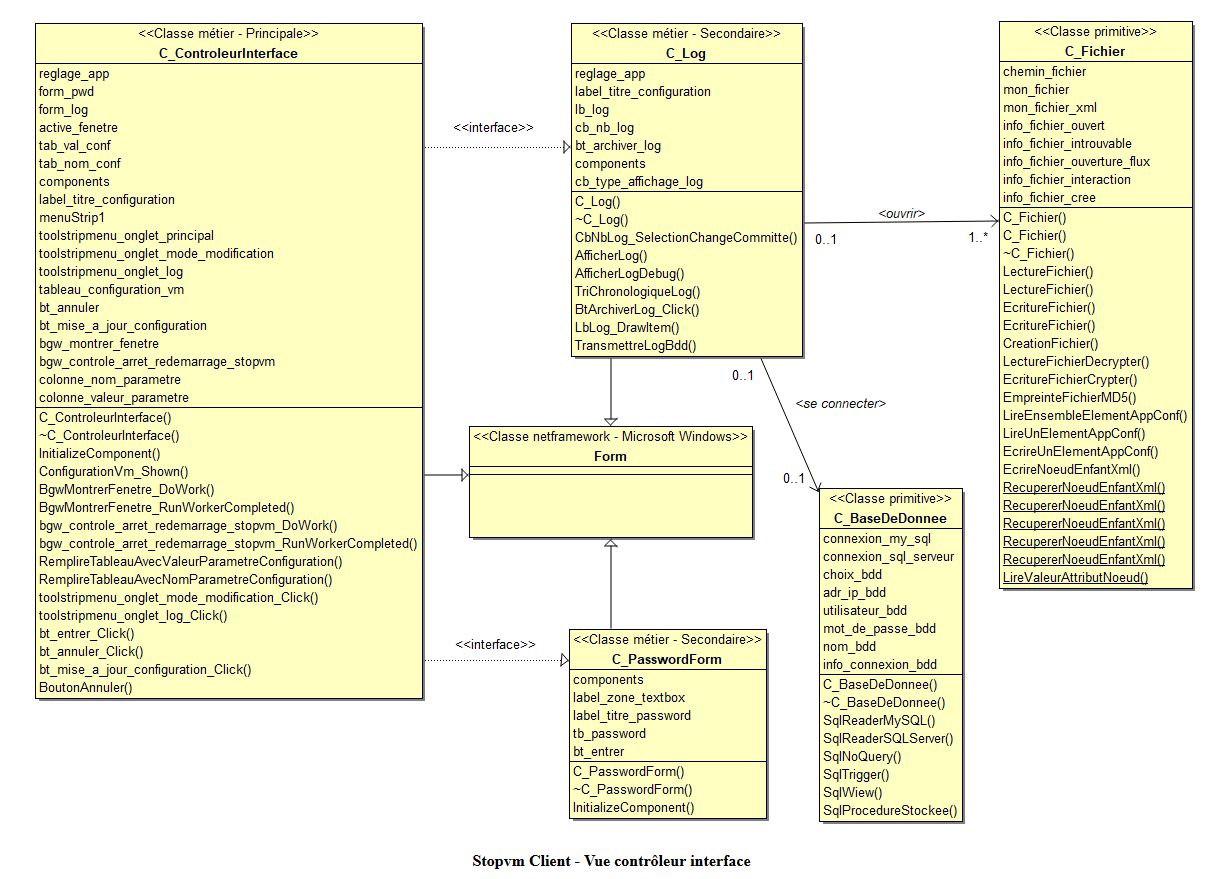 <<Classe métier - Principale>>
C_ControleurInterface
reglage_app
form_pwd
form_log
active_fenetre
tab_val_conf
tab_nom_conf
components
label_titre_configuration
menuStrip1
toolstripmenu_onglet_principal
toolstripmenu_onglet_mode_modification
toolstripmenu_onglet_log
tableau_configuration_vm
bt_annuler
bt_mise_a_jour_configuration
bgw_montrer_fenetre
bgw_controle_arret_redemarrage_stopvm
colonne_nom_parametre
colonne_valeur_parametre
C_ControleurInterface()
~C_ControleurInterface()
InitializeComponent()
ConfigurationVm_Shown()
BgwMontrerFenetre_DoWork()
BgwMontrerFenetre_RunWorkerCompleted()
bgw_controle_arret_redemarrage_stopvm_DoWork()
bgw_controle_arret_redemarrage_stopvm_RunWorkerCompleted()
RemplireTableauAvecValeurParametreConfiguration()
RemplireTableauAvecNomParametreConfiguration()
toolstripmenu_onglet_mode_modification_Click()
toolstripmenu_onglet_log_Click()
bt_entrer_Click()
bt_annuler_Click()
bt_mise_a_jour_configuration_Click()
BoutonAnnuler()
<<interface>>
<<interface>>
<<Classe métier - Secondaire>>
C_Log
reglage_app
label_titre_configuration
lb_log
cb_nb_log
bt_archiver_log
components
cb_type_affichage_log
C_Log()
~C_Log()
CbNbLog_SelectionChangeCommitte()
AfficherLog()
AfficherLogDebug()
TriChronologiqueLog()
BtArchiverLog_Click()
LbLog_DrawItem()
TransmettreLogBdd()
<ouvrir>
0..1
1..*
0..1
<se connecter>
0..1
<<Classe netframework - Microsoft Windows>>
Form
<<Classe métier - Secondaire>>
C_PasswordForm
components
label_zone_textbox
label_titre_password
tb_password
bt_entrer
C_PasswordForm()
~C_PasswordForm()
InitializeComponent()
<<Classe primitive>>
C_BaseDeDonnee
connexion_my_sql
connexion_sql_serveur
choix_bdd
adr_ip_bdd
utilisateur_bdd
mot_de_passe_bdd
nom_bdd
info_connexion_bdd
C_BaseDeDonnee()
~C_BaseDeDonnee()
SqlReaderMySQL()
SqlReaderSQLServer()
SqlNoQuery()
SqlTrigger()
SqlWiew()
SqlProcedureStockee()
<<Classe primitive>>
C_Fichier
chemin_fichier
mon_fichier
mon_fichier_xml
info_fichier_ouvert
info_fichier_introuvable
info_fichier_ouverture_flux
info_fichier_interaction
info_fichier_cree
C_Fichier()
C_Fichier()
~C_Fichier()
LectureFichier()
LectureFichier()
EcritureFichier()
EcritureFichier()
CreationFichier()
LectureFichierDecrypter()
EcritureFichierCrypter()
EmpreinteFichierMD5()
LireEnsembleElementAppConf()
LireUnElementAppConf()
EcrireUnElementAppConf()
EcrireNoeudEnfantXml()
RecupererNoeudEnfantXml()
RecupererNoeudEnfantXml()
RecupererNoeudEnfantXml()
RecupererNoeudEnfantXml()
RecupererNoeudEnfantXml()
LireValeurAttributNoeud()
Stopvm Client - Vue contrôleur interface